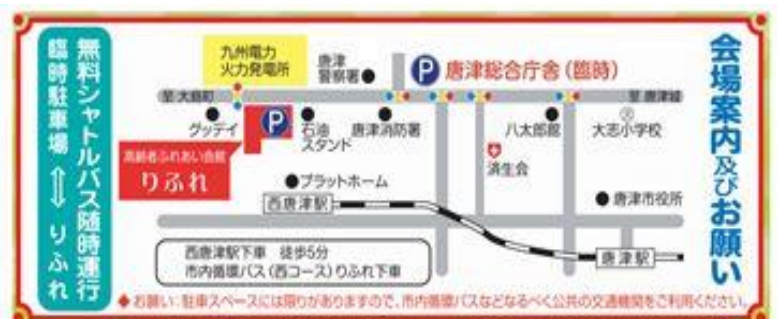 会場案内及びお願い
無料シャトルバス随時運行
臨時駐車場 ⇔ りふれ
九州電力
火力発電所
唐津
警察署
P 唐津総合庁舎(臨時)
至 大島町
至 唐津城
グッデイ
P
石油
スタンド
唐津消防署
八太郎館
大志小学校
高齢者ふれあい会館
りふれ
済生会
プラットホーム
西唐津駅
唐津市役所
唐津駅
西唐津駅下車 徒歩5分
市内循環バス(西コース)りふれ下車
◆お願い:駐車スペースには限りがありますので、市内循環バスなどなるべく公共の交通機関をご利用ください。